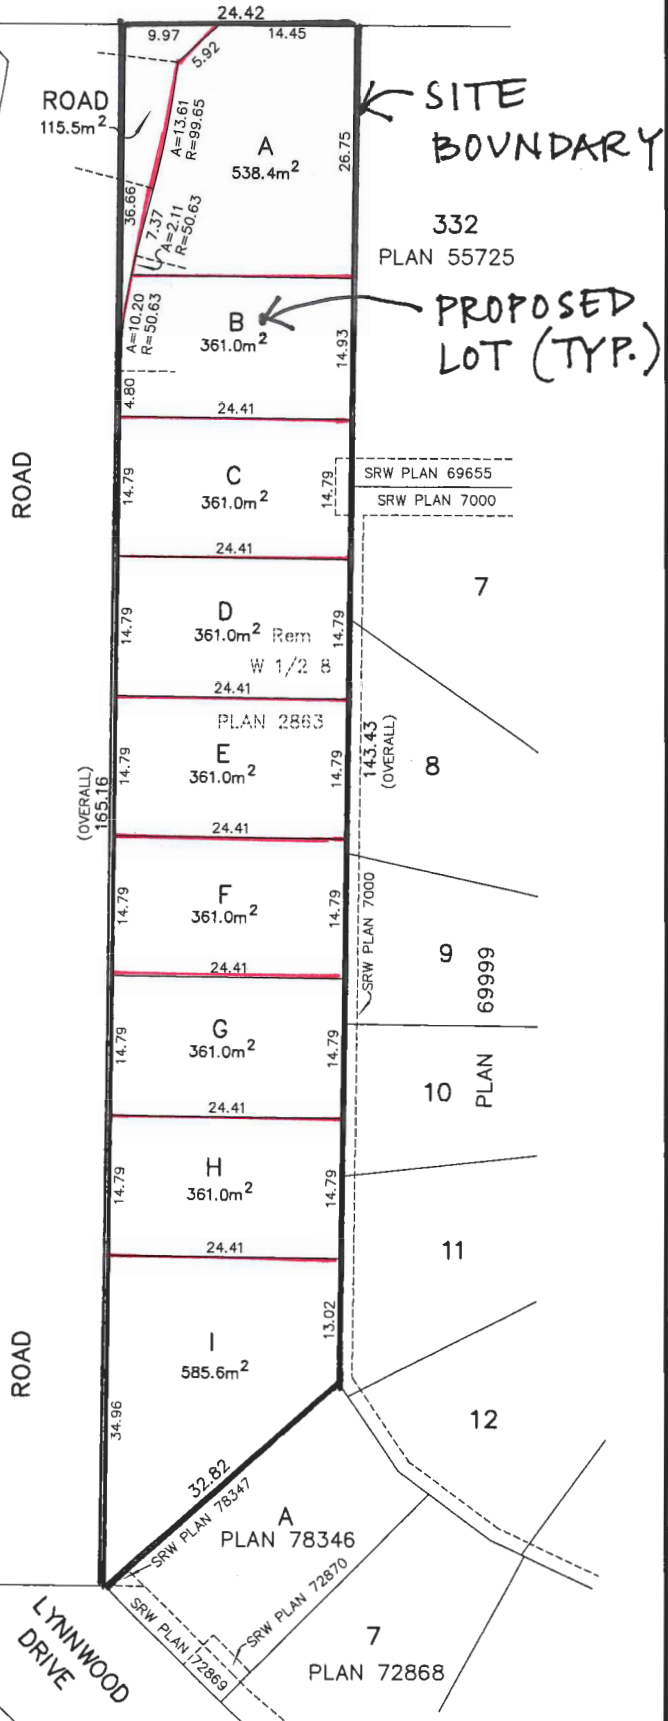 24.42
9.97
14.45
5.92
ROAD
115.5m²
A=13.61
R=99.65
A
538.4m²
26.75
SITE
BOUNDARY
36.66
7.37
A=2.11
R=50.63
332
PLAN 55725
A=10.20
R=50.63
B
361.0m²
14.93
PROPOSED
LOT (TYP.)
4.80
24.41
ROAD
14.79
C
361.0m²
14.79
SRW PLAN 69655
SRW PLAN 7000
24.41
7
14.79
D
361.0m² Rem
W 1/2 8
14.79
24.41
PLAN 2863
14.79
E
361.0m²
14.79
143.43
(OVERALL)
8
(OVERALL)
165.16
24.41
14.79
F
361.0m²
14.79
SRW PLAN 7000
9
PLAN 69999
24.41
14.79
G
361.0m²
14.79
10
24.41
14.79
H
361.0m²
14.79
11
24.41
ROAD
34.96
I
585.6m²
13.02
12
32.82
SRW PLAN 78347
A
PLAN 78346
SRW PLAN 72870
SRW PLAN 72869
LYNNWOOD
DRIVE
7
PLAN 72868